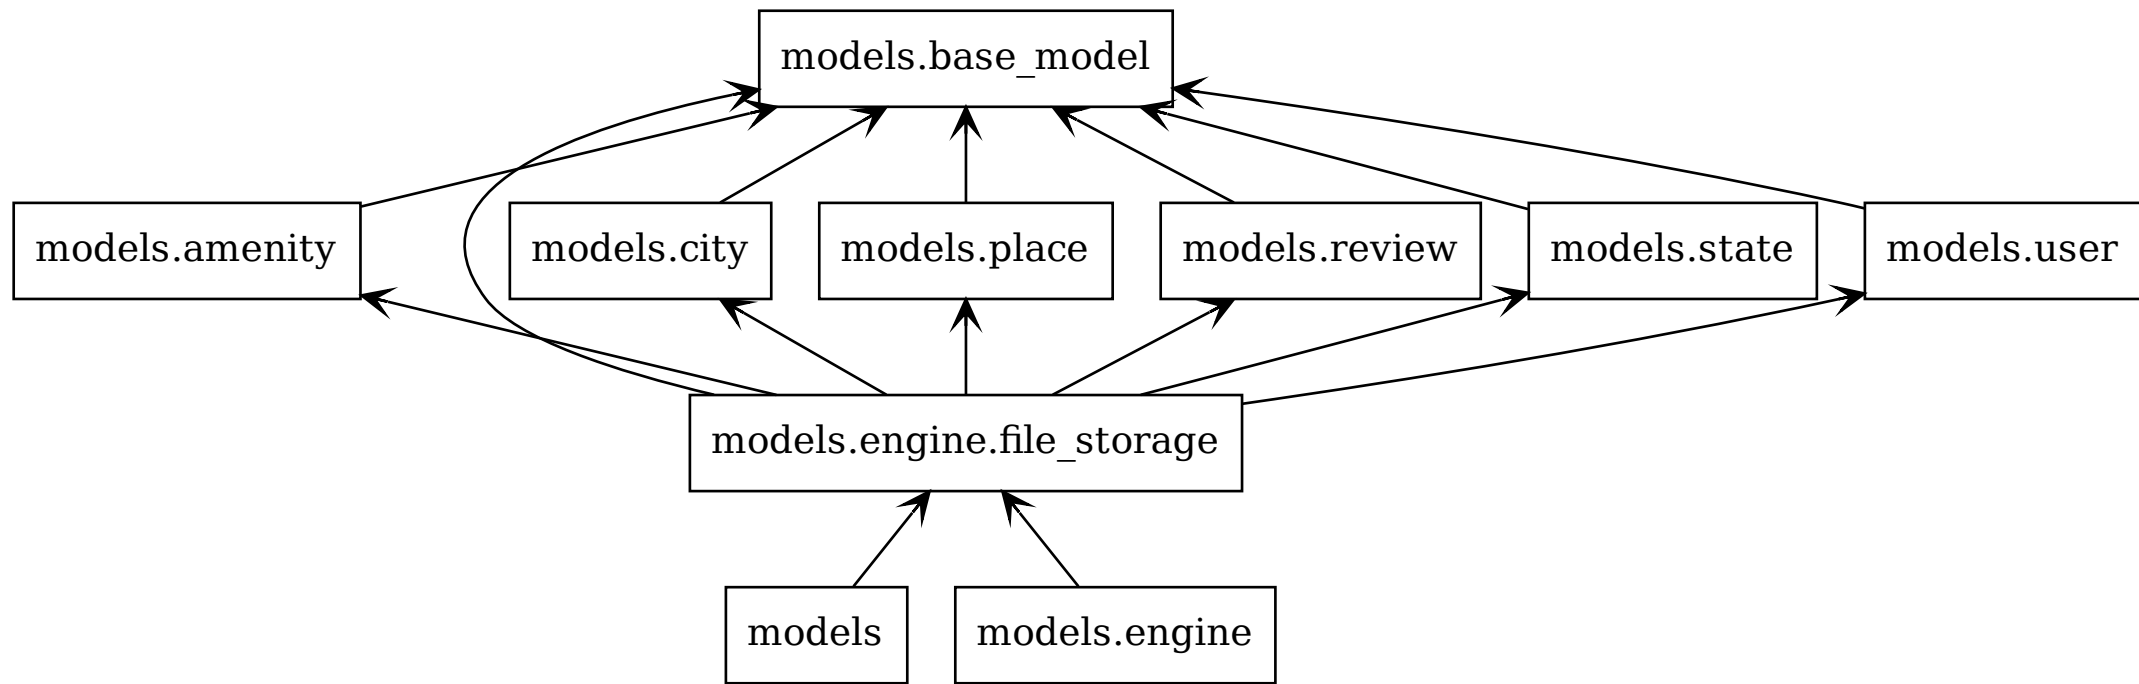 models.base_model
models.amenity
models.city
models.place
models.review
models.state
models.user
models.engine.file_storage
models
models.engine